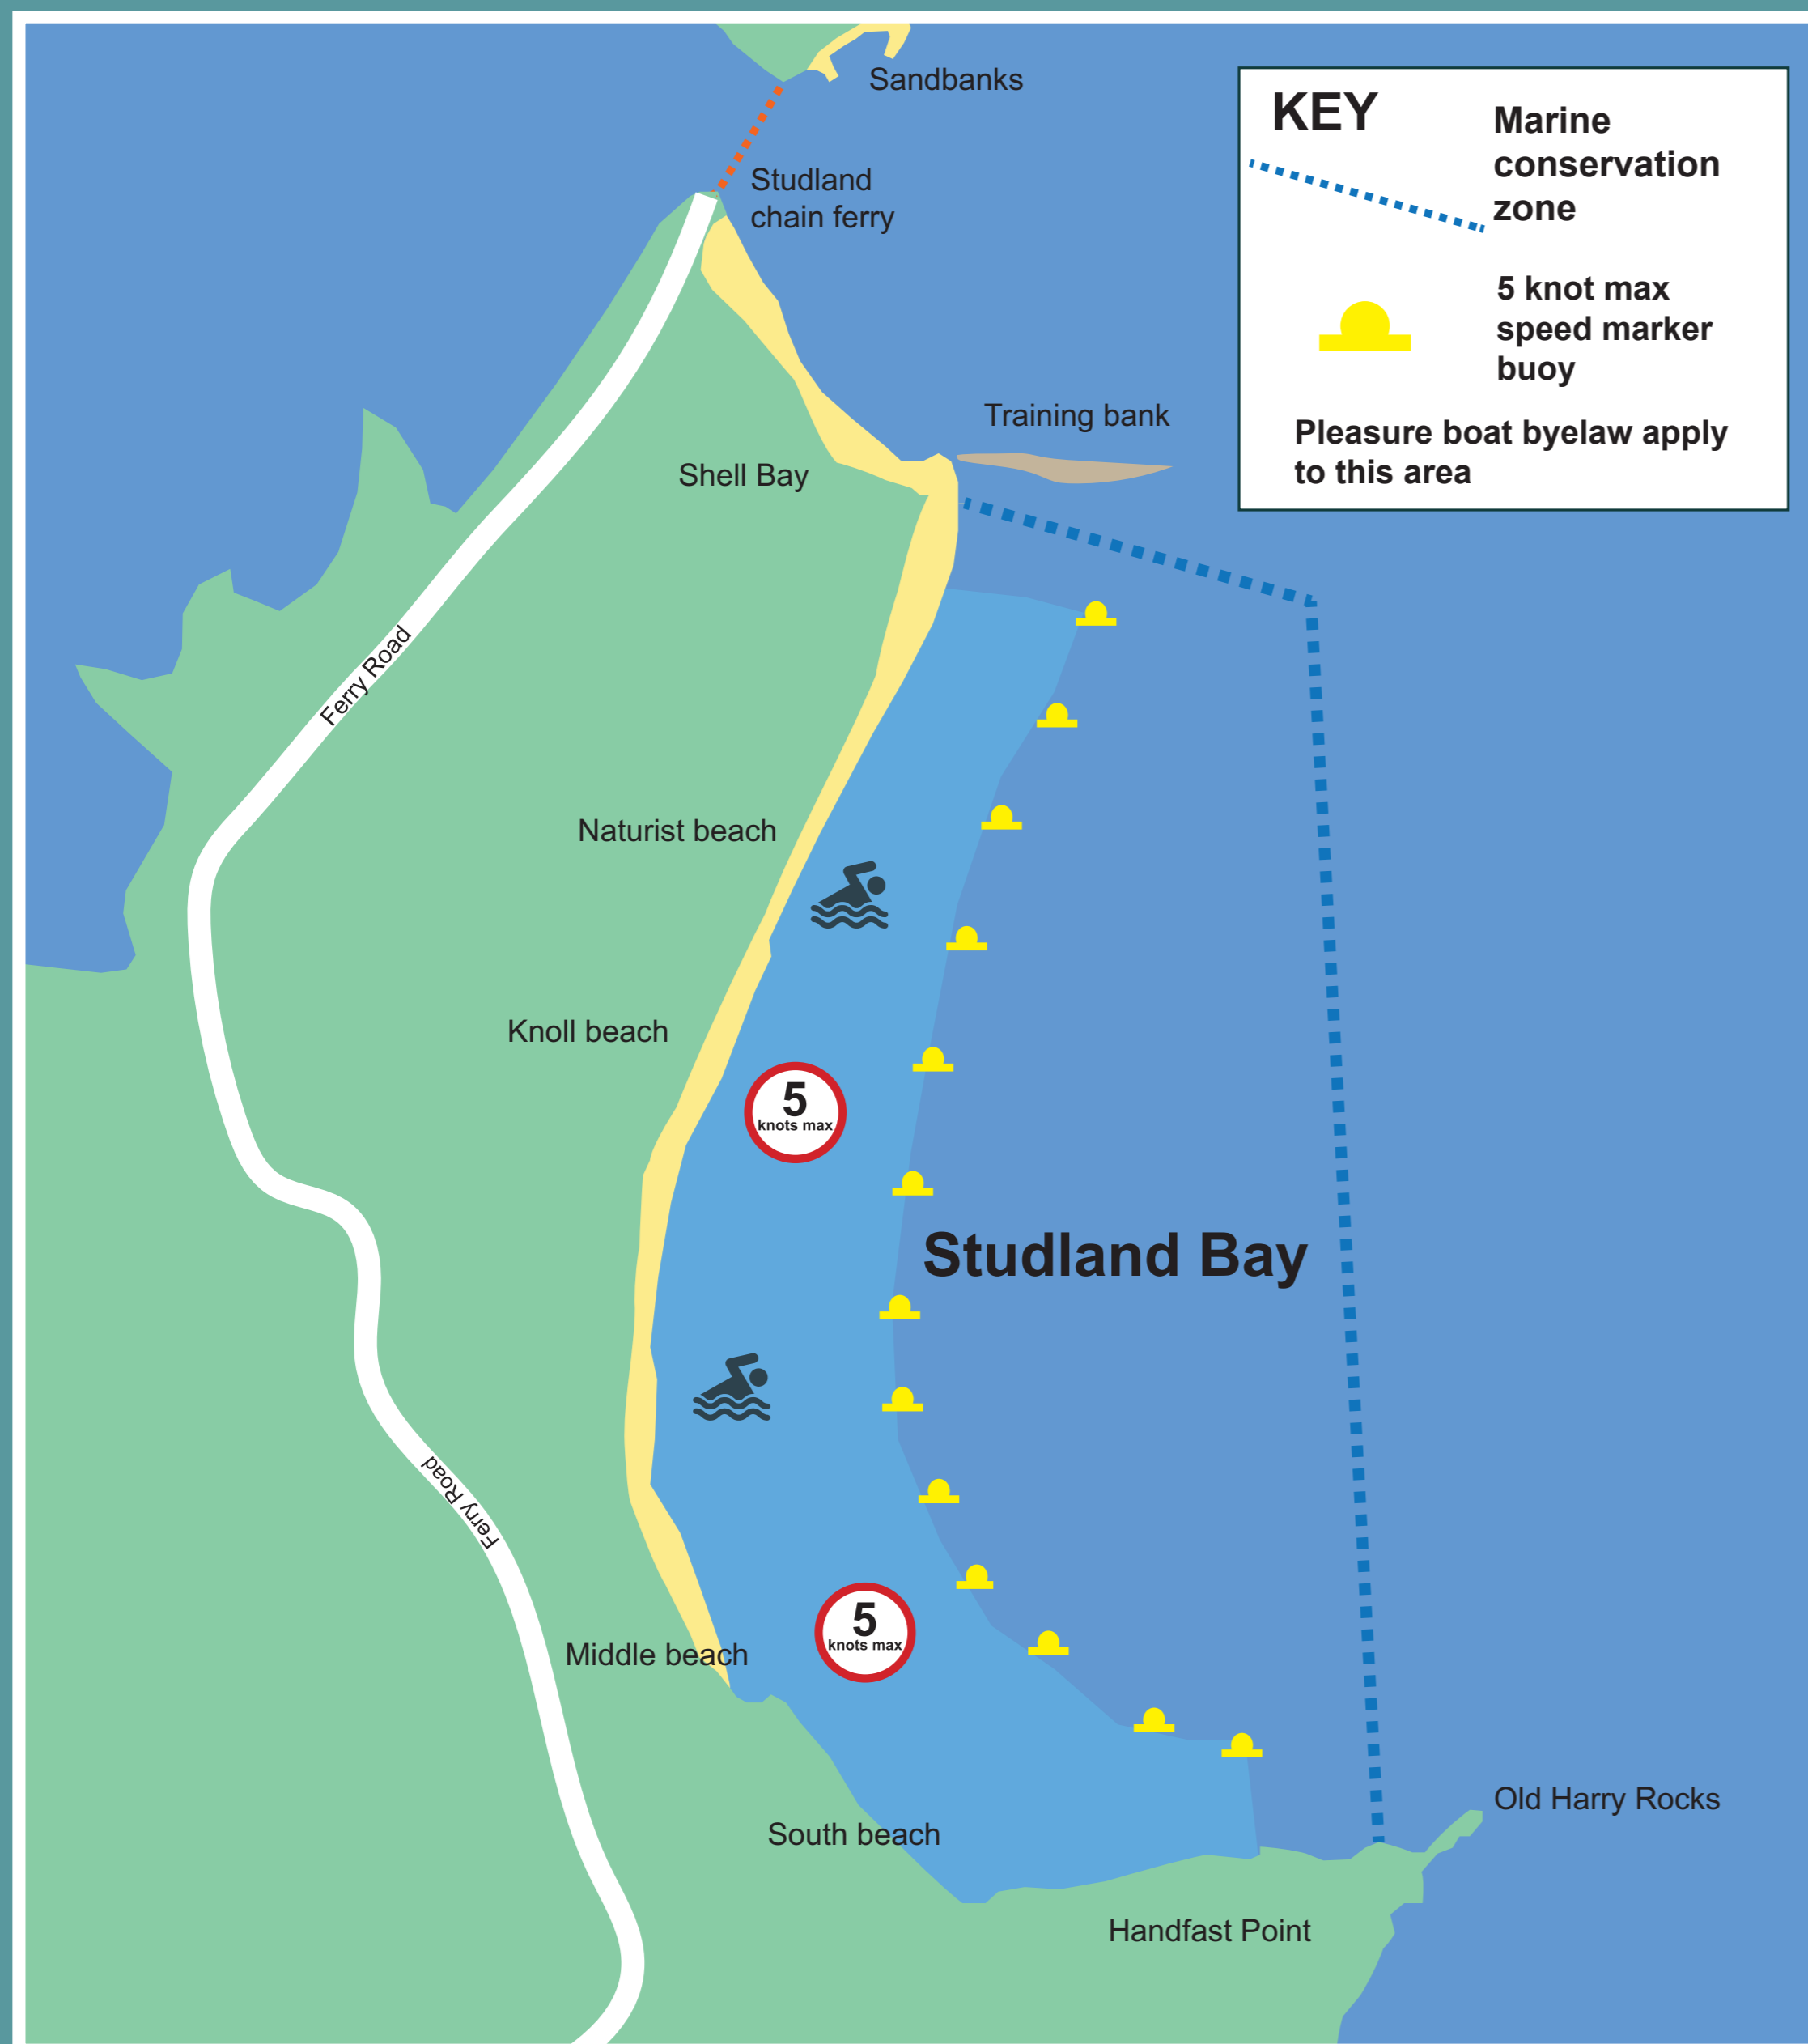 Sandbanks
KEY
Marine
conservation
zone
Studland
chain ferry
5 knot max
speed marker
buoy
Training bank
Pleasure boat byelaw apply
to this area
Shell Bay
Ferry Road
Naturist beach
Knoll beach
5
knots max
Studland Bay
Ferry Road
5
knots max
Middle beach
Old Harry Rocks
South beach
Handfast Point